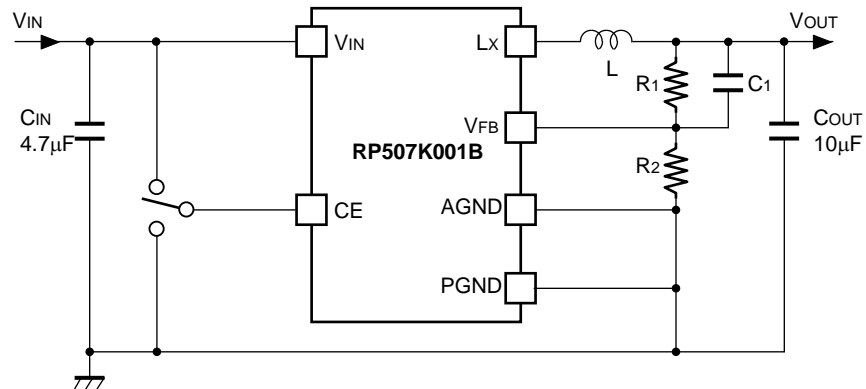 VIN
VIN
LX
VOUT
L
R1
C1
CIN
4.7μF
VFB
COUT
10μF
RP507K001B
R2
CE
AGND
PGND